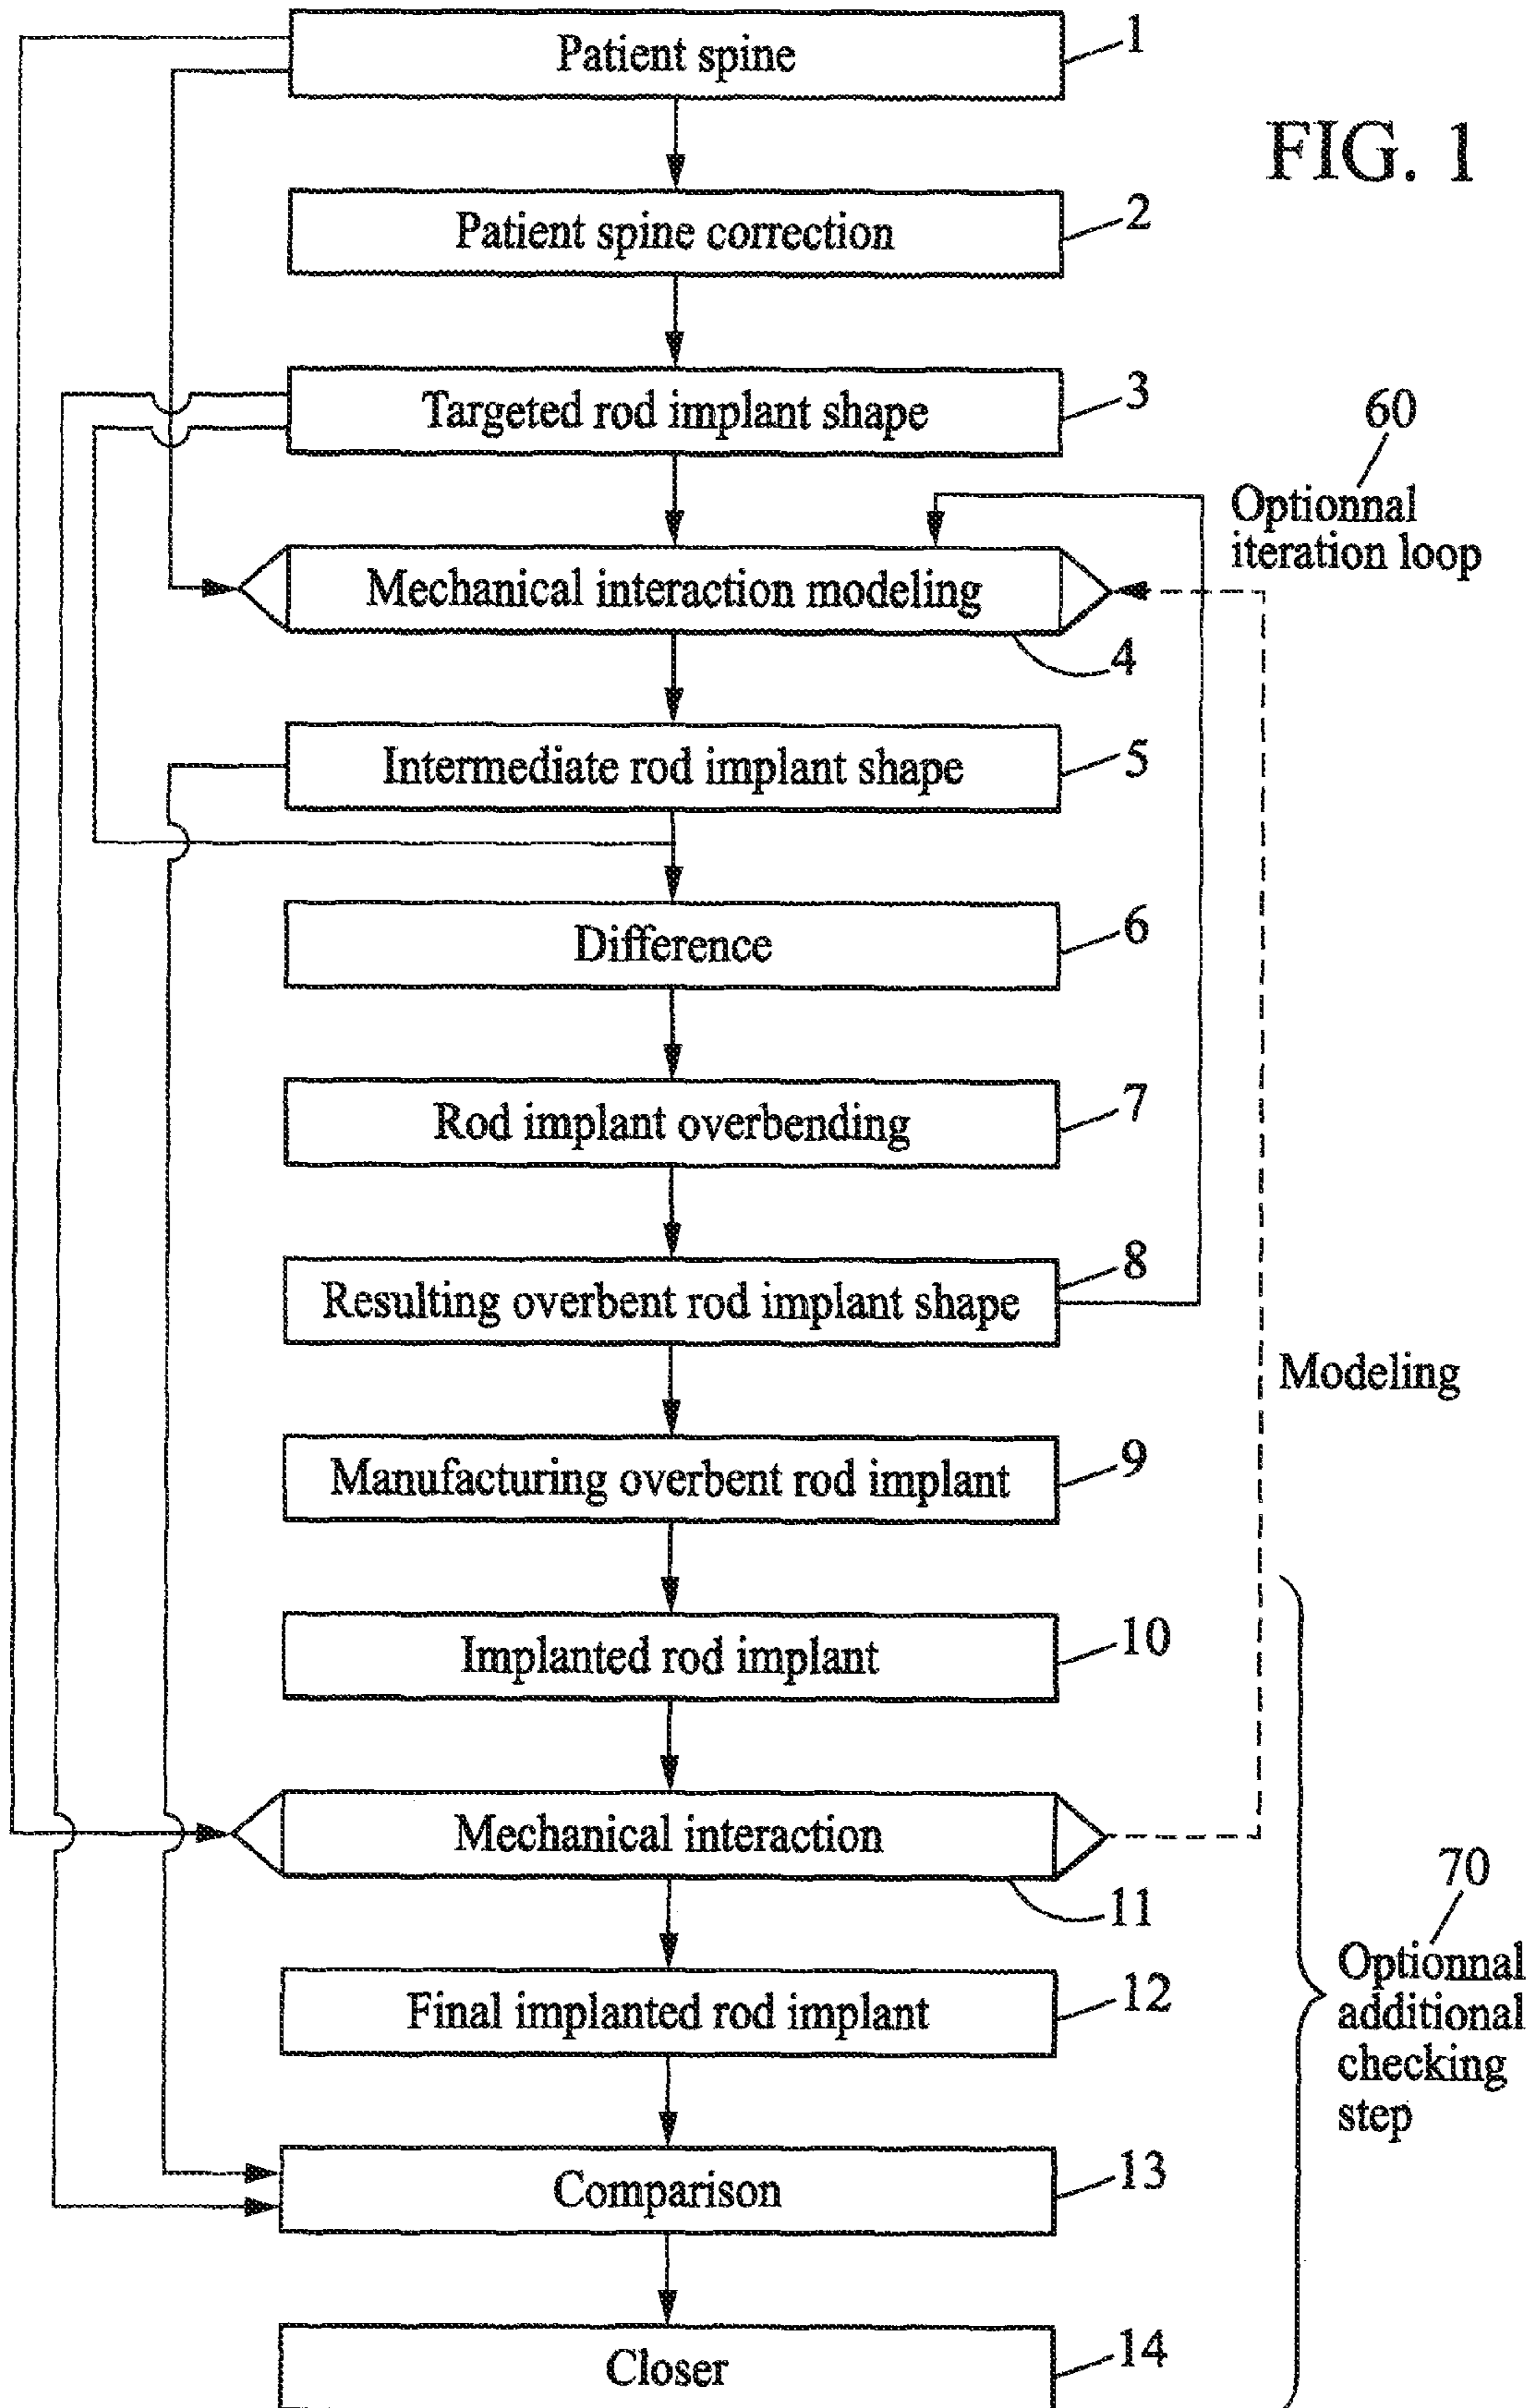 Patient spine
1
FIG. 1
Patient spine correction
2
Targeted rod implant shape
3
60
Optionnal
iteration loop
Mechanical interaction modeling
4
Intermediate rod implant shape
5
Difference
6
Rod implant overbending
7
Resulting overbent rod implant shape
8
Modeling
Manufacturing overbent rod implant
9
Implanted rod implant
10
Mechanical interaction
11
70
Optionnal
additional
checking
step
Final implanted rod implant
12
Comparison
13
Closer
14